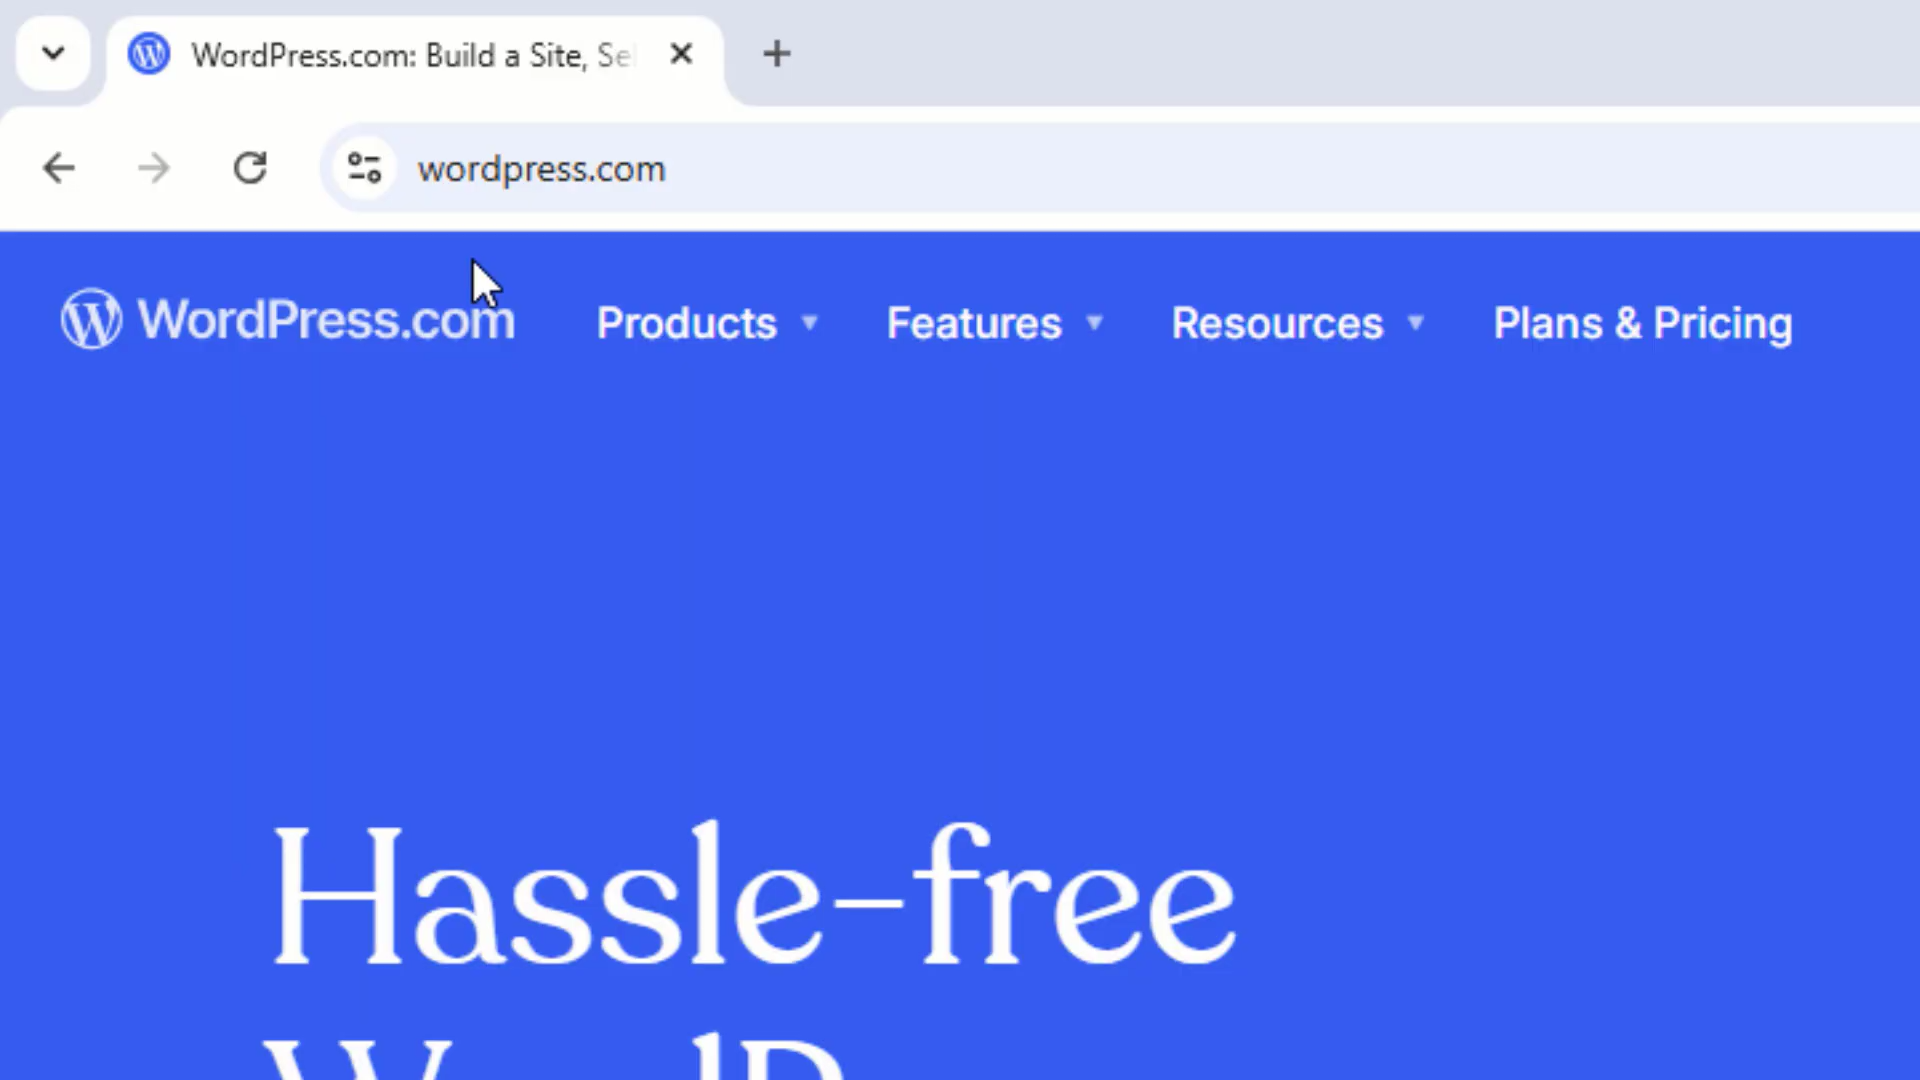 WordPress.com: Build a Site, Se
wordpress.com
WordPress.com Products Features Resources Plans & Pricing
Hassle-free